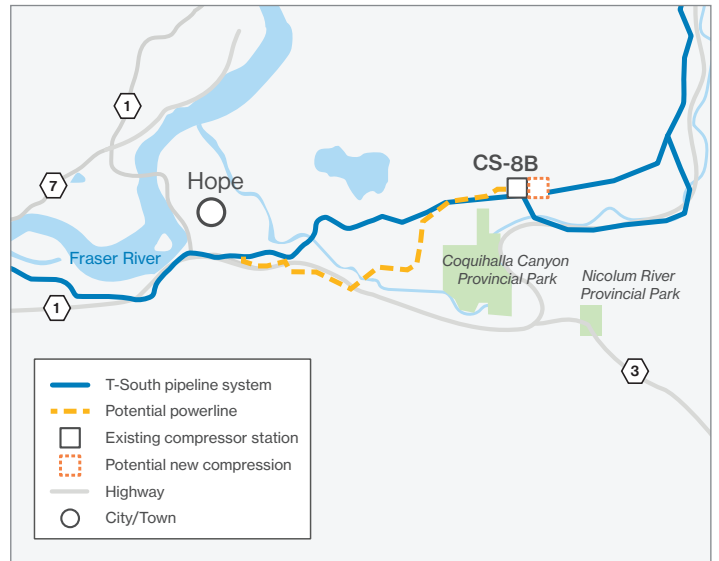 1
7
Hope
CS-8B
Fraser River
Coquihalla Canyon
Provincial Park
Nicolum River
Provincial Park
1
3
T-South pipeline system
Potential powerline
Existing compressor station
Potential new compression
Highway
City/Town